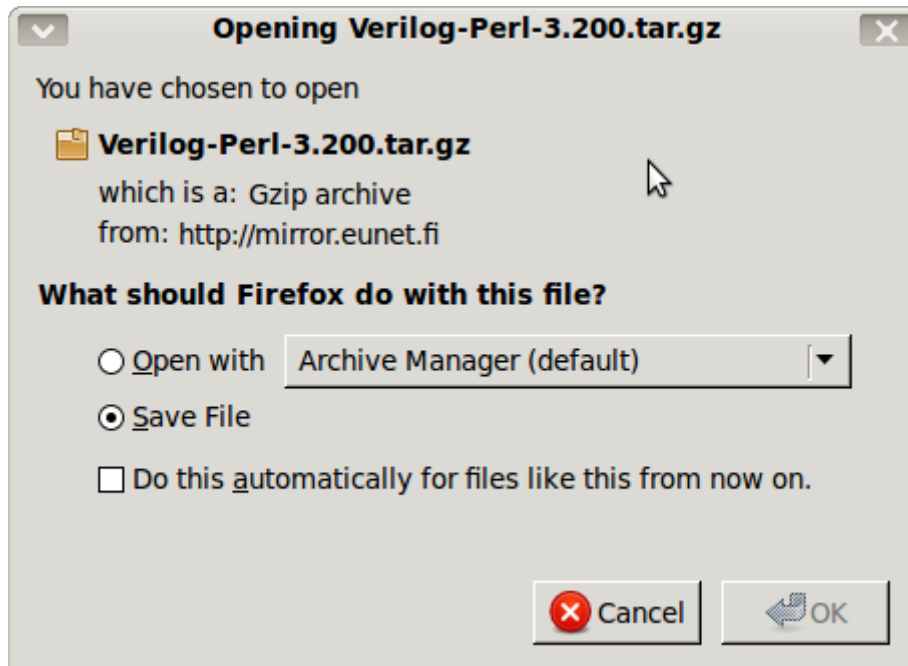 Opening Verilog-Perl-3.200.tar.gz
You have chosen to open
Verilog-Perl-3.200.tar.gz
which is a: Gzip archive
from: http://mirror.eunet.fi
What should Firefox do with this file?
Open with Archive Manager (default)
Save File
Do this automatically for files like this from now on.
Cancel OK